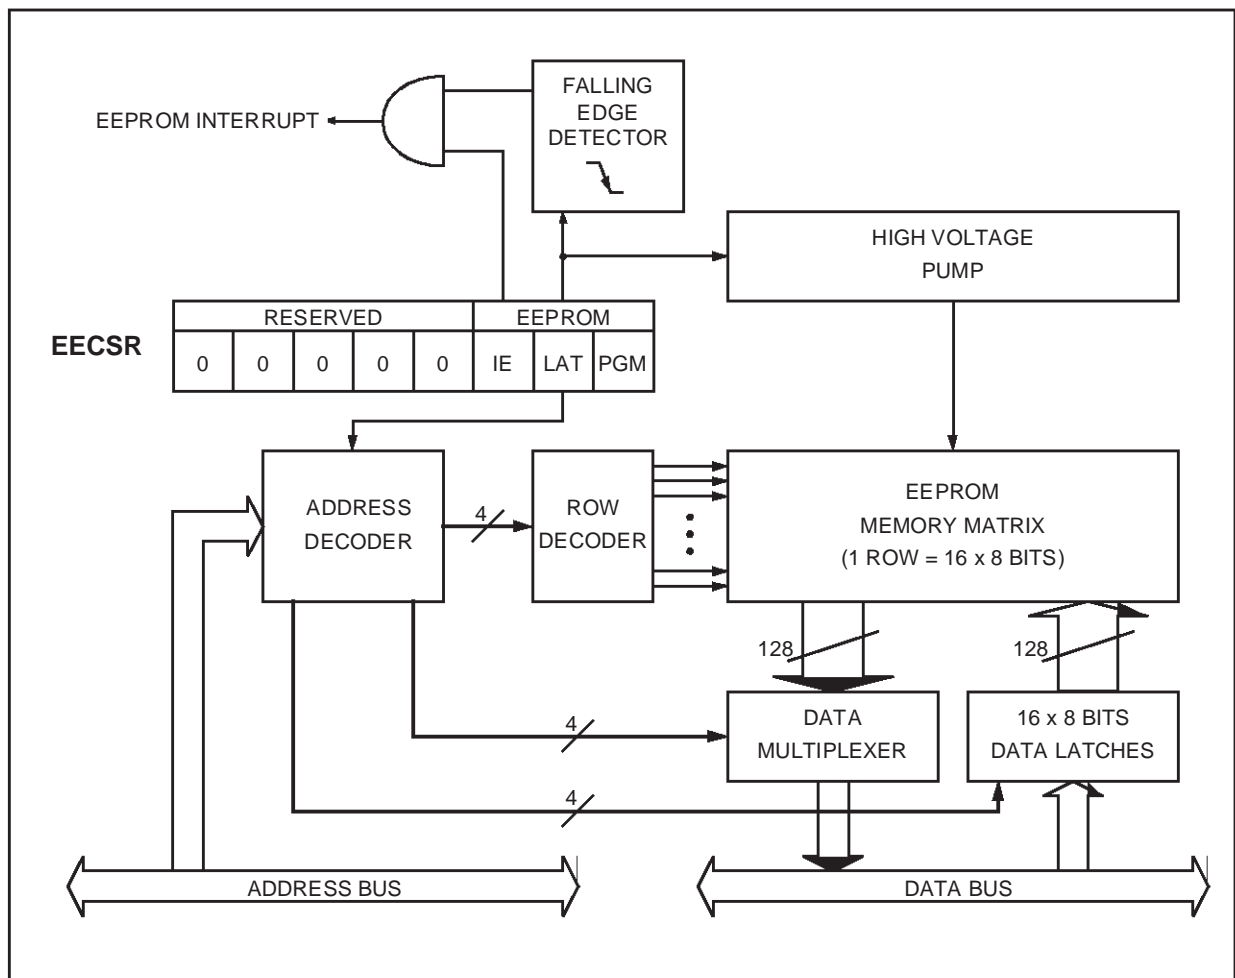 FALLING
EDGE
DETECTOR
EEPROM INTERRUPT
HIGH VOLTAGE
PUMP
RESERVED EEPROM
EECSR
0 0 0 0 0 IE LAT PGM
ADDRESS
DECODER
4
ROW
DECODER
EEPROM
MEMORY MATRIX
(1 ROW = 16 x 8 BITS)
128
128
4
DATA
MULTIPLEXER
16 x 8 BITS
DATA LATCHES
4
ADDRESS BUS
DATA BUS